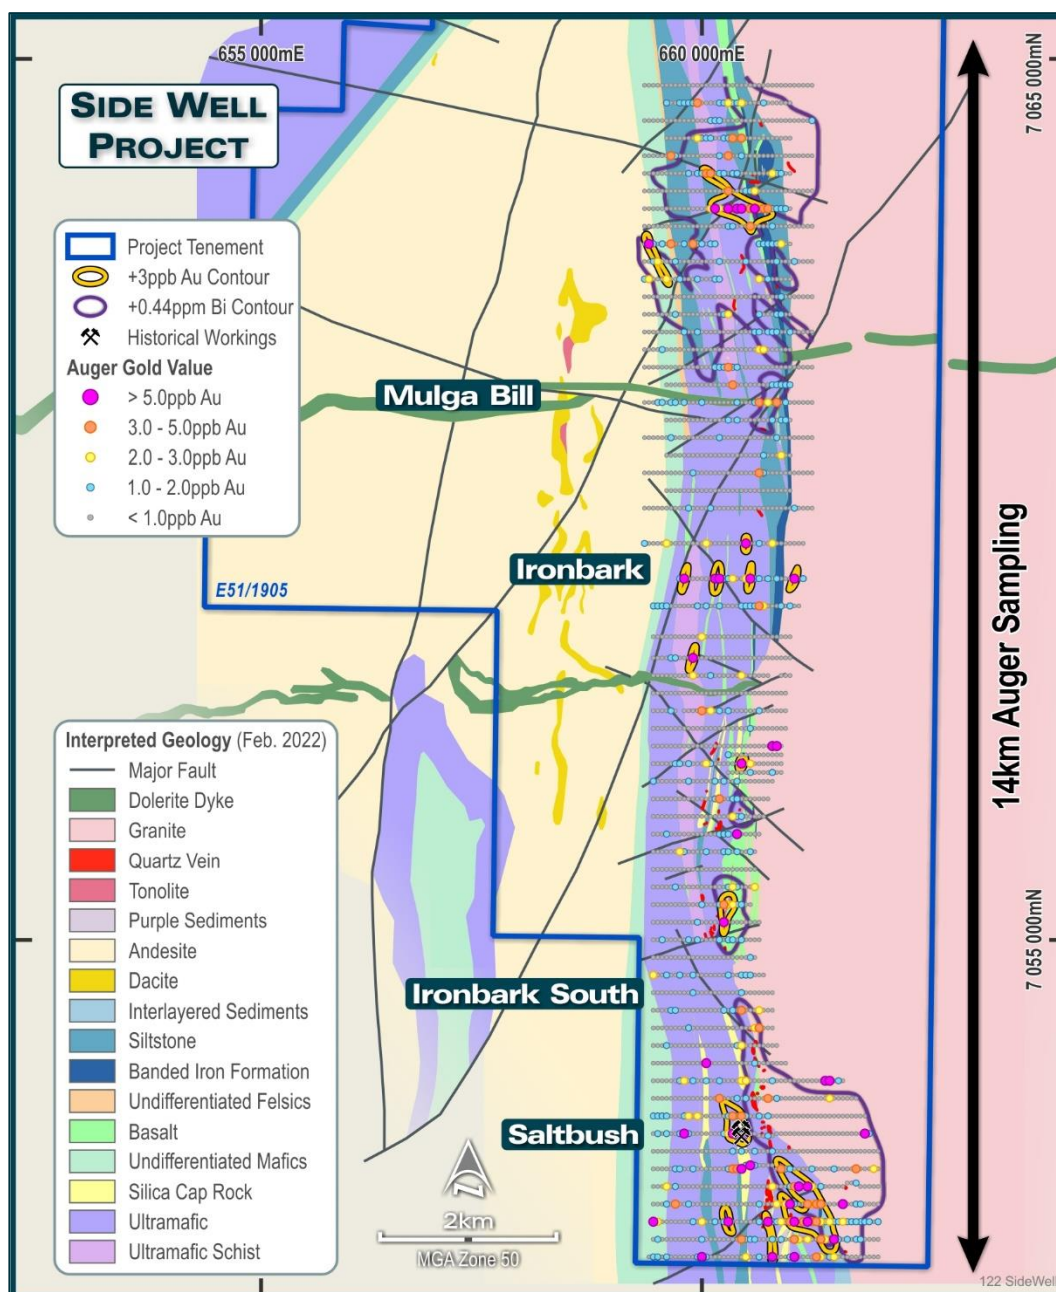 655 000mE
660 000mE
7 065 000mN
SIDE WELL
PROJECT
Project Tenement
+3ppb Au Contour
+0.44ppm Bi Contour
Historical Workings
Auger Gold Value
> 5.0ppb Au
3.0 - 5.0ppb Au
2.0 - 3.0ppb Au
1.0 - 2.0ppb Au
< 1.0ppb Au
Mulga Bill
Ironbark
E51/1905
14km Auger Sampling
Interpreted Geology (Feb. 2022)
Major Fault
Dolerite Dyke
Granite
Quartz Vein
Tonolite
Purple Sediments
Andesite
Dacite
Interlayered Sediments
Siltstone
Banded Iron Formation
Undifferentiated Felsics
Basalt
Undifferentiated Mafics
Silica Cap Rock
Ultramafic
Ultramafic Schist
7 055 000mN
Ironbark South
Saltbush
N
2km
MGA Zone 50
122 SideWell